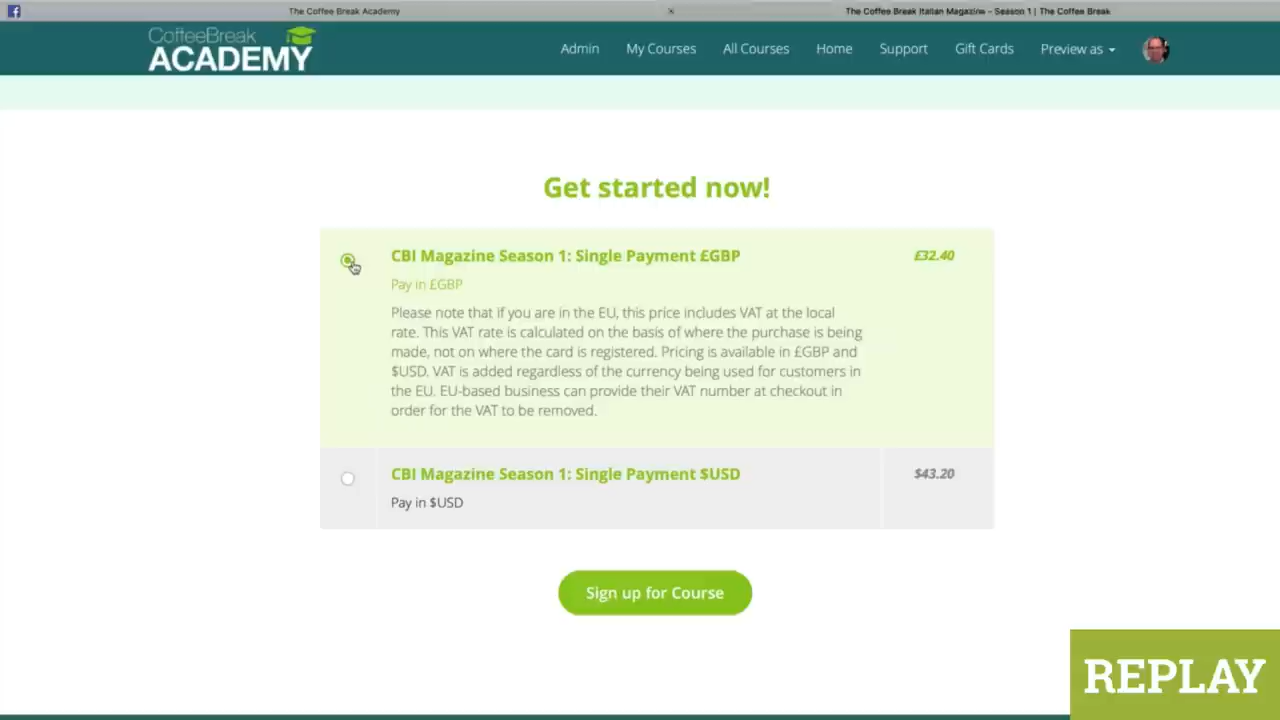 The Coffee Break Academy
The Coffee Break Italian Magazine – Season 1 | The Coffee Break
CoffeeBreak
ACADEMY
Admin My Courses All Courses Home Support Gift Cards Preview as
Get started now!
CBI Magazine Season 1: Single Payment £GBP £32.40
Pay in £GBP
Please note that if you are in the EU, this price includes VAT at the local
rate. This VAT rate is calculated on the basis of where the purchase is being
made, not on where the card is registered. Pricing is available in £GBP and
$USD. VAT is added regardless of the currency being used for customers in
the EU. EU-based business can provide their VAT number at checkout in
order for the VAT to be removed.
CBI Magazine Season 1: Single Payment $USD $43.20
Pay in $USD
Sign up for Course
REPLAY